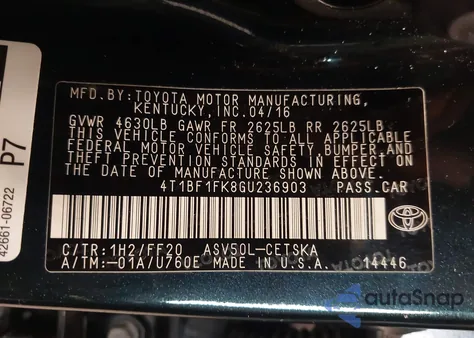 MFD.BY:TOYOTA MOTOR MANUFACTURING,
KENTUCKY,INC.04/16
GVWR 4630LB GAWR FR 2625LB RR 2625LB
THIS VEHICLE CONFORMS TO ALL APPLICABLE
FEDERAL MOTOR VEHICLE SAFETY,BUMPER,AND
THEFT PREVENTION STANDARDS IN EFFECT ON
THE DATE OF MANUFACTURE SHOWN ABOVE.
4T1BF1FK8GU236903 PASS.CAR
C/TR:1H2/FF20 ASV50L-CETSKA
A/TM:-01A/U760E MADE IN U.S.A. 14446
P7
42661-06722
TOYOTA
autoSnap